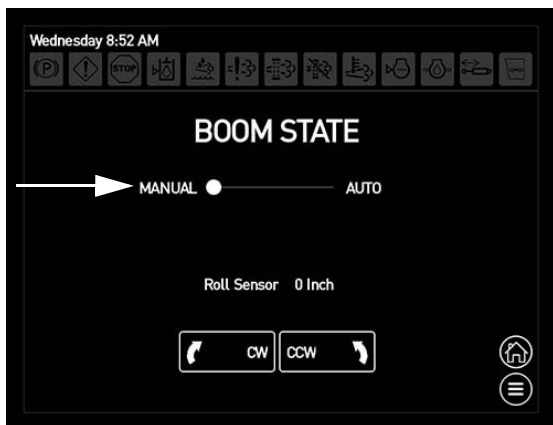 Wednesday 8:52 AM
(P) STOP
BOOM STATE
MANUAL AUTO
Roll Sensor 0 Inch
CW CCW